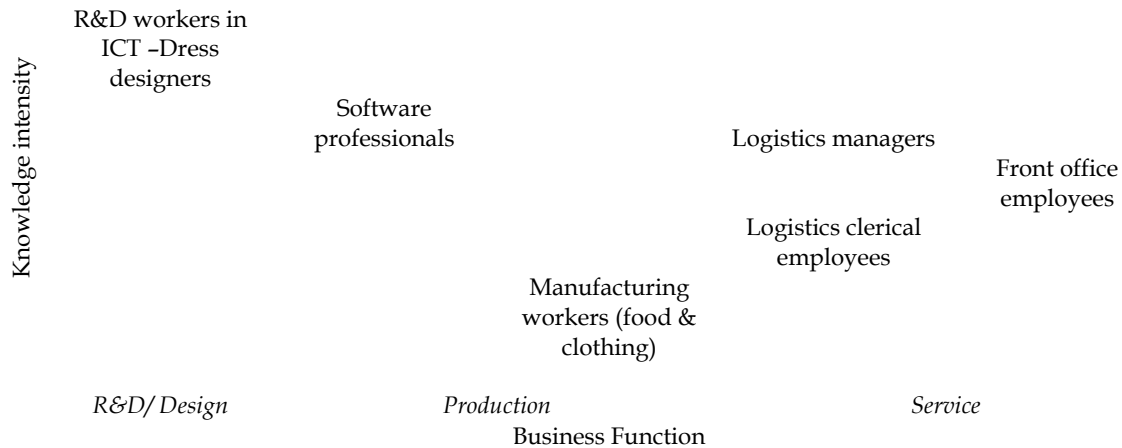 R&D workers in
ICT –Dress
designers
Knowledge intensity
Software
professionals
Logistics managers
Front office
employees
Logistics clerical
employees
Manufacturing
workers (food &
clothing)
R&D/ Design
Production
Service
Business Function